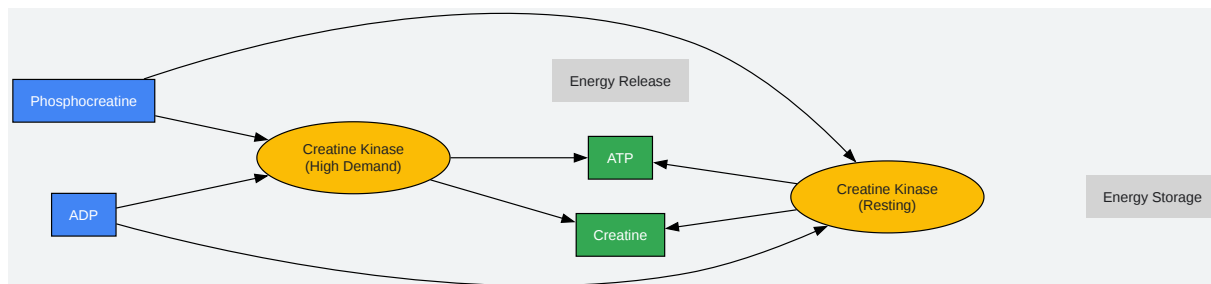 Energy Release
Phosphocreatine
Creatine Kinase
(High Demand)
ATP
Creatine Kinase
(Resting)
Energy Storage
ADP
Creatine